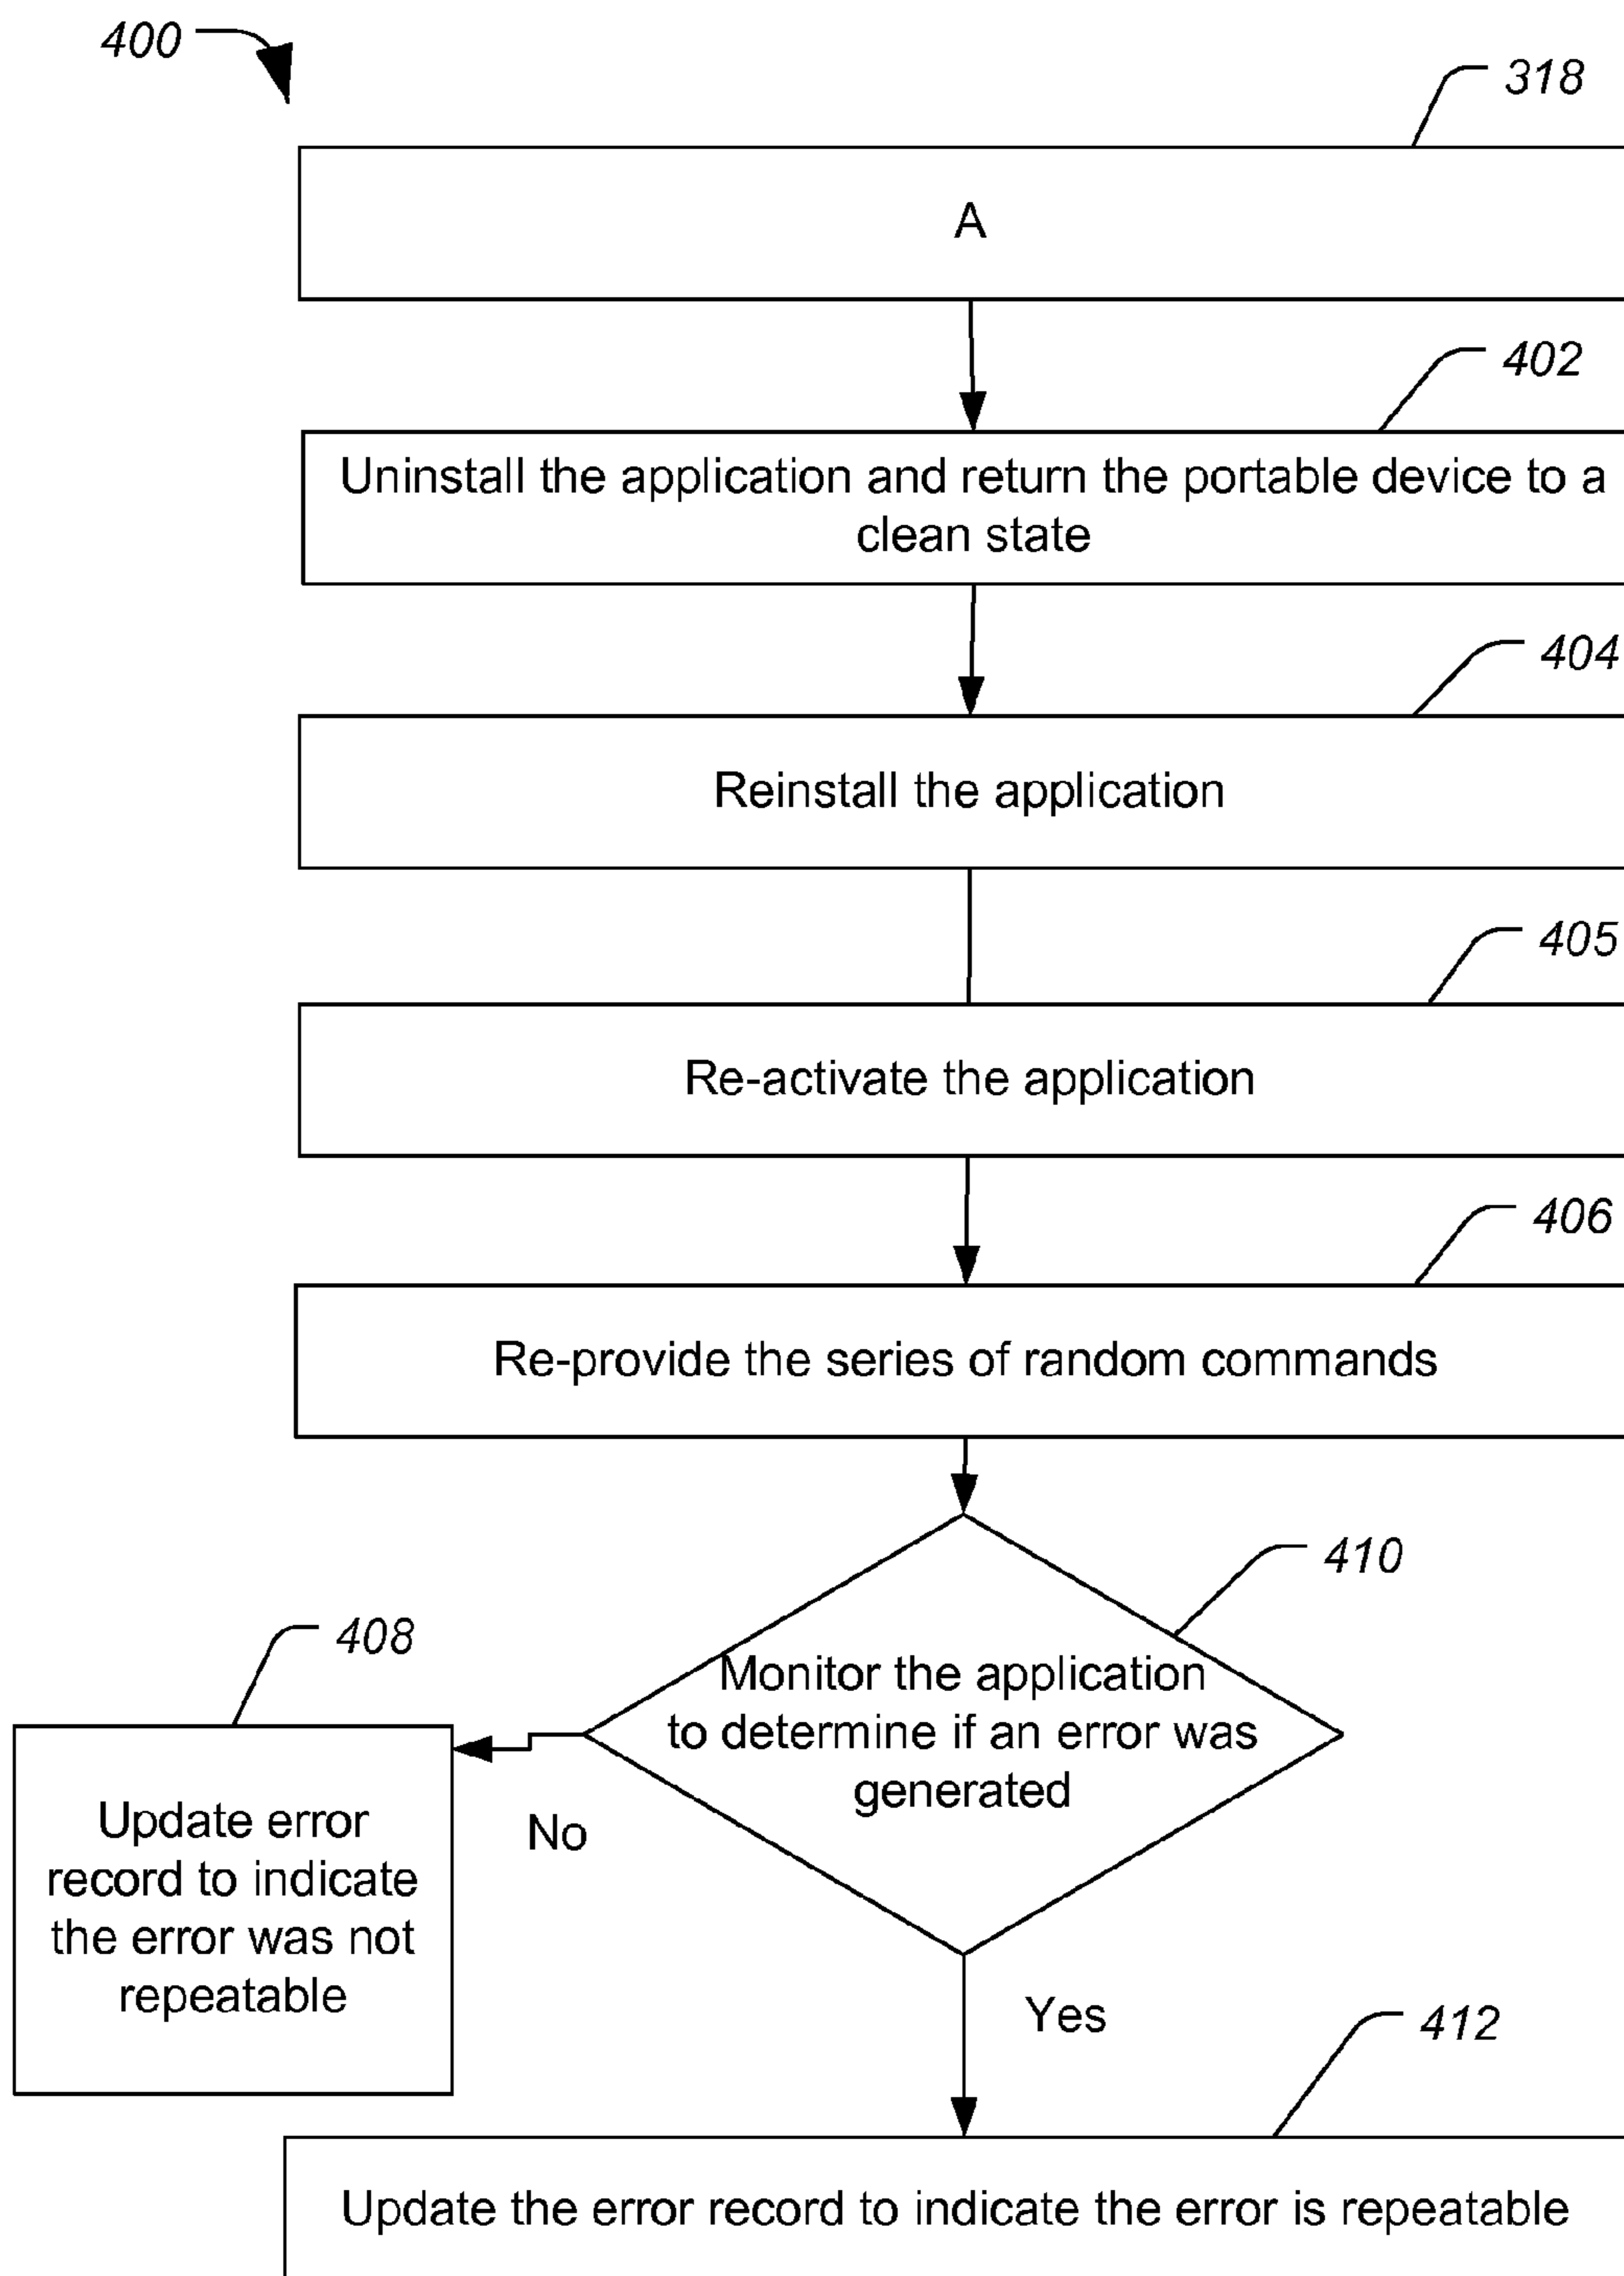 400
318
A
402
Uninstall the application and return the portable device to a
clean state
404
Reinstall the application
405
Re-activate the application
406
Re-provide the series of random commands
410
Monitor the application
to determine if an error was
generated
408
Update error
record to indicate
the error was not
repeatable
No
Yes
412
Update the error record to indicate the error is repeatable